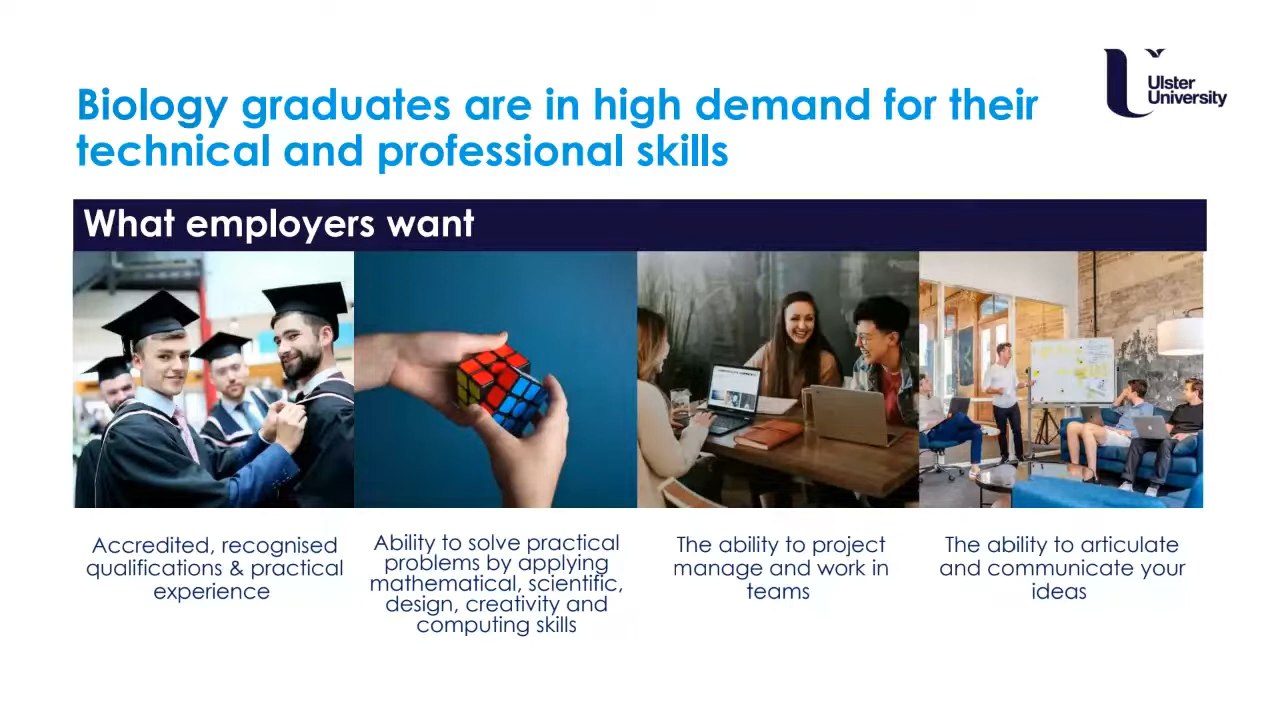 Biology graduates are in high demand for their
technical and professional skills
Ulster
University
What employers want
Accredited, recognised
qualifications & practical
experience
Ability to solve practical
problems by applying
mathematical, scientific,
design, creativity and
computing skills
The ability to project
manage and work in
teams
The ability to articulate
and communicate your
ideas